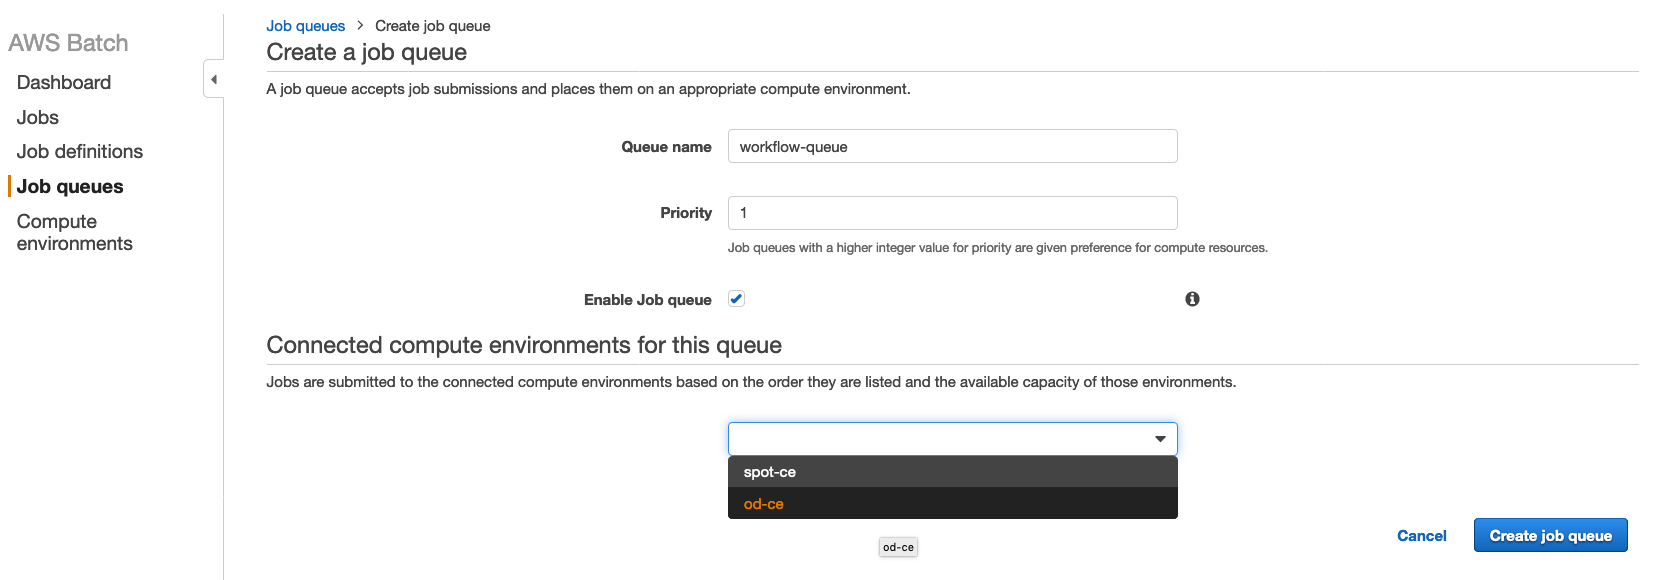 AWS Batch
Dashboard
Jobs
Job definitions
Job queues
Compute
environments
Job queues > Create job queue
Create a job queue
A job queue accepts job submissions and places them on an appropriate compute environment.
Queue name workflow-queue
Priority 1
Job queues with a higher integer value for priority are given preference for compute resources.
Enable Job queue
Connected compute environments for this queue
Jobs are submitted to the connected compute environments based on the order they are listed and the available capacity of those environments.
spot-ce
od-ce
od-ce
Cancel Create job queue